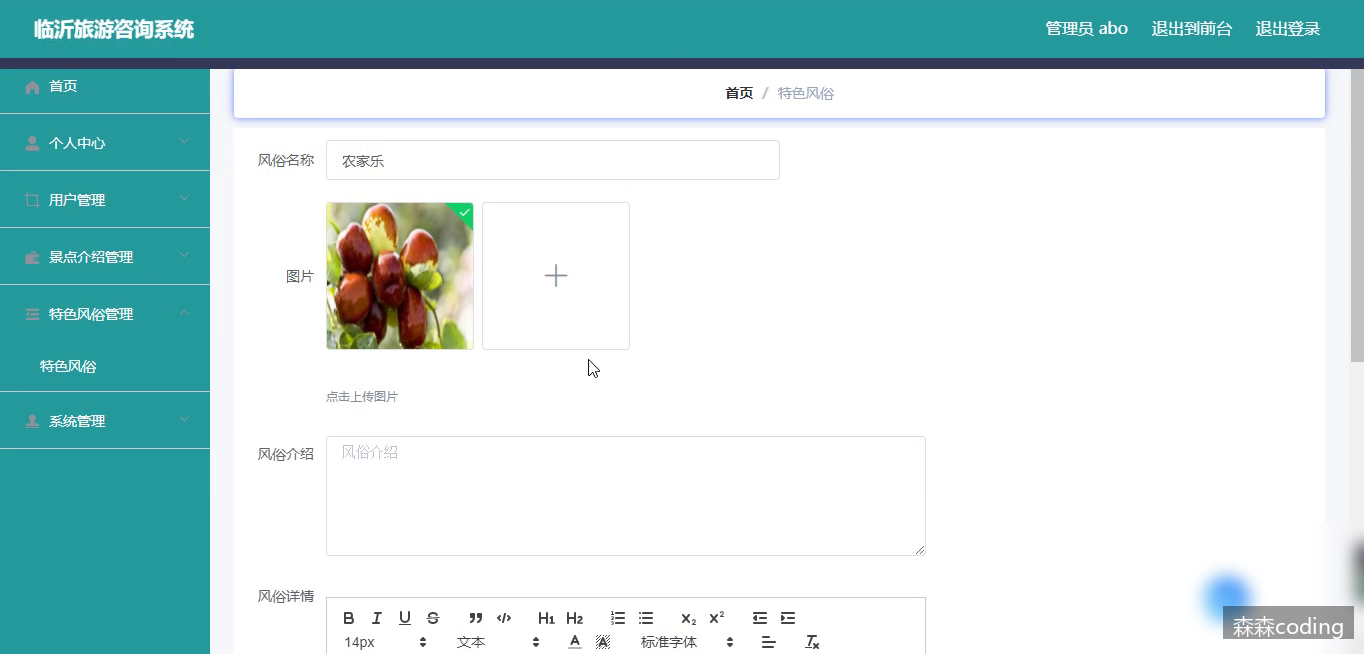 临沂旅游咨询系统
管理员 abo 退出到前台 退出登录
首页
个人中心
用户管理
景点介绍管理
特色风俗管理
特色风俗
系统管理
首页 / 特色风俗
风俗名称 农家乐
图片
点击上传图片
风俗介绍 风俗介绍
风俗详情
B I U S H1 H2 x2 x2
14px 文本 A A 标准字体 Tx
森森coding